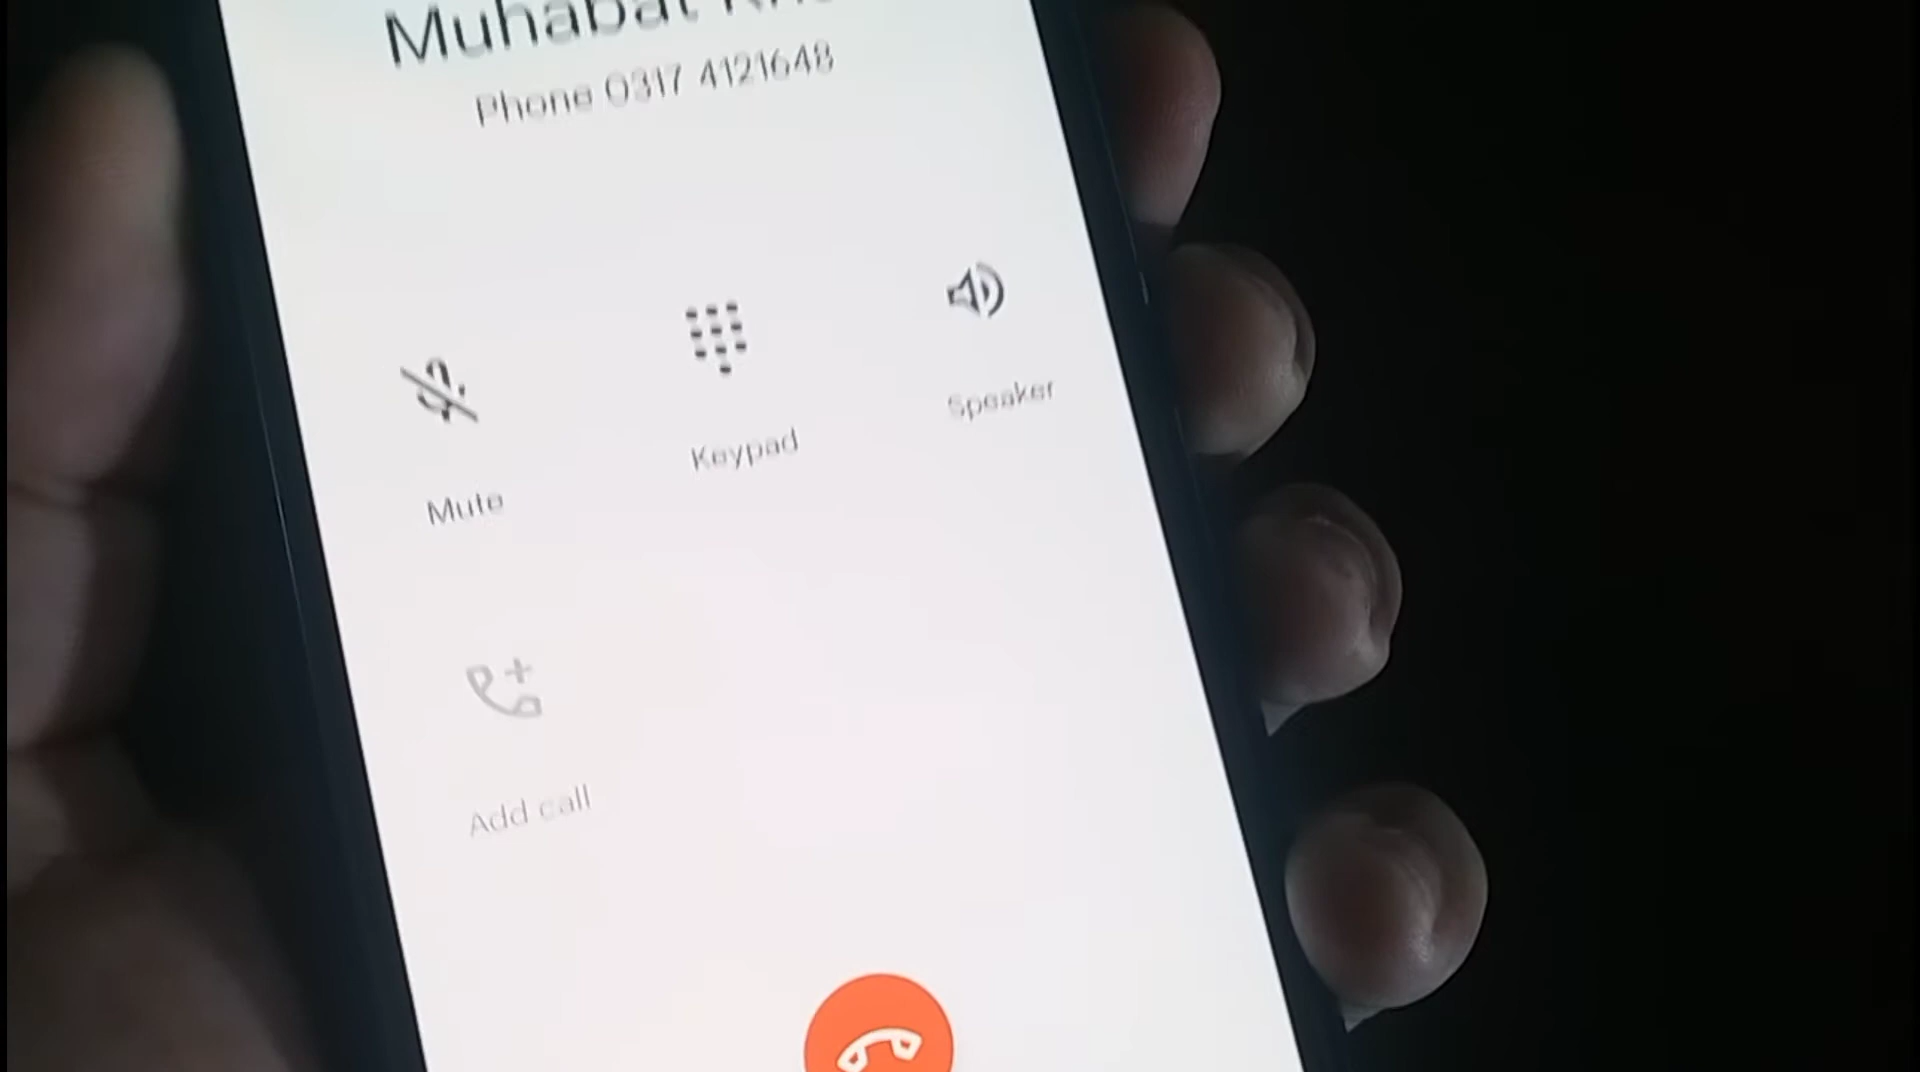 Muhabat
Phone 0317 4121648
Speaker
Keypad
Mute
Add call